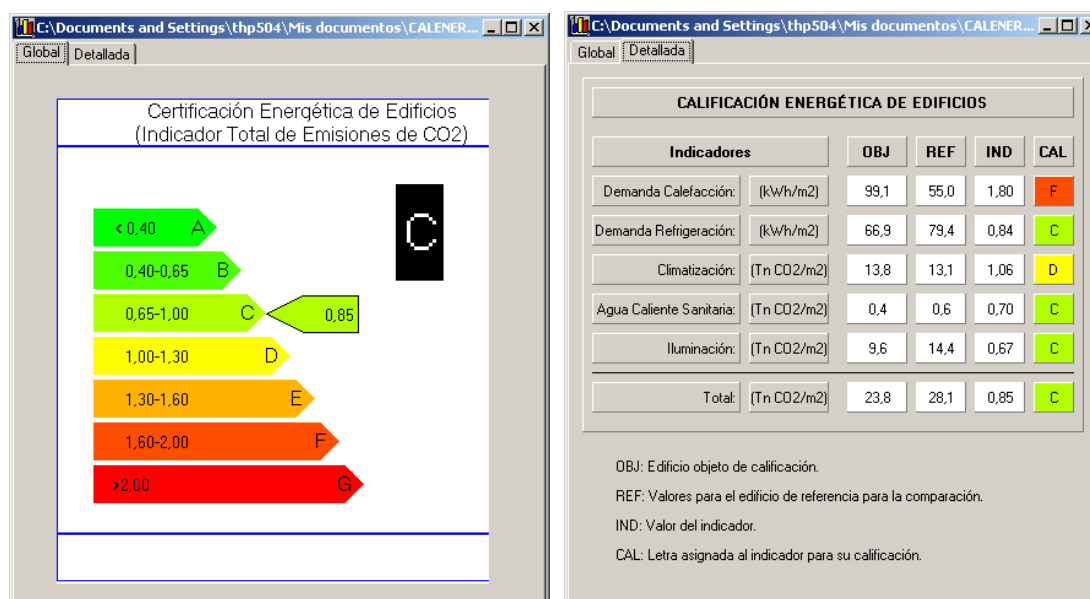 C:\Documents and Settings\thp504\Mis documentos\CALENER...
Global Detallada
Certificación Energética de Edificios
(Indicador Total de Emisiones de CO2)
C
< 0,40 A
0,40-0,65 B
0,65-1,00 C 0,85
1,00-1,30 D
1,30-1,60 E
1,60-2,00 F
>2,00 G
C:\Documents and Settings\thp504\Mis documentos\CALENER...
Global Detallada
CALIFICACIÓN ENERGÉTICA DE EDIFICIOS
Indicadores OBJ REF IND CAL
Demanda Calefacción: (kWh/m2) 99,1 55,0 1,80 F
Demanda Refrigeración: (kWh/m2) 66,9 79,4 0,84 C
Climatización: (Tn CO2/m2) 13,8 13,1 1,06 D
Agua Caliente Sanitaria: (Tn CO2/m2) 0,4 0,6 0,70 C
Iluminación: (Tn CO2/m2) 9,6 14,4 0,67 C
Total: (Tn CO2/m2) 23,8 28,1 0,85 C
OBJ: Edificio objeto de calificación.
REF: Valores para el edificio de referencia para la comparación.
IND: Valor del indicador.
CAL: Letra asignada al indicador para su calificación.